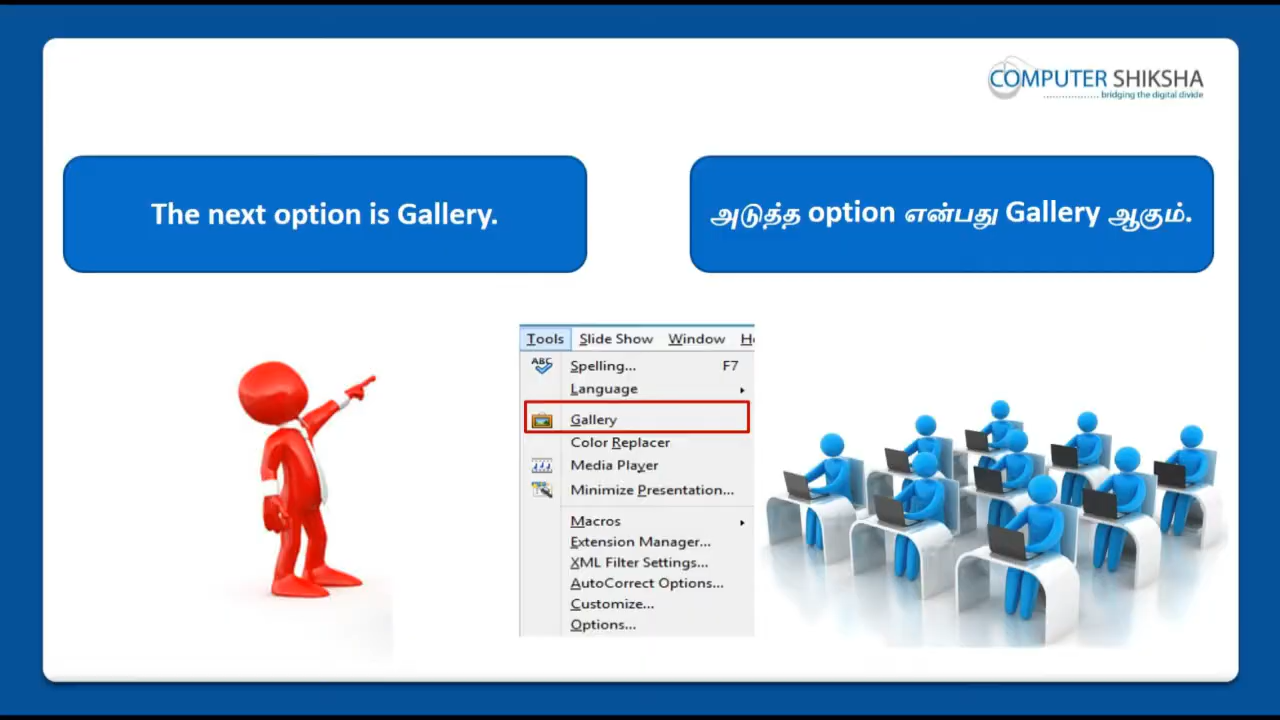 COMPUTER SHIKSHA
bridging the digital divide
The next option is Gallery.
அடுத்த option என்பது Gallery ஆகும்.
Tools Slide Show Window
ABC Spelling... F7
Language
Gallery
Color Replacer
Media Player
Minimize Presentation...
Macros
Extension Manager...
XML Filter Settings...
AutoCorrect Options...
Customize...
Options...